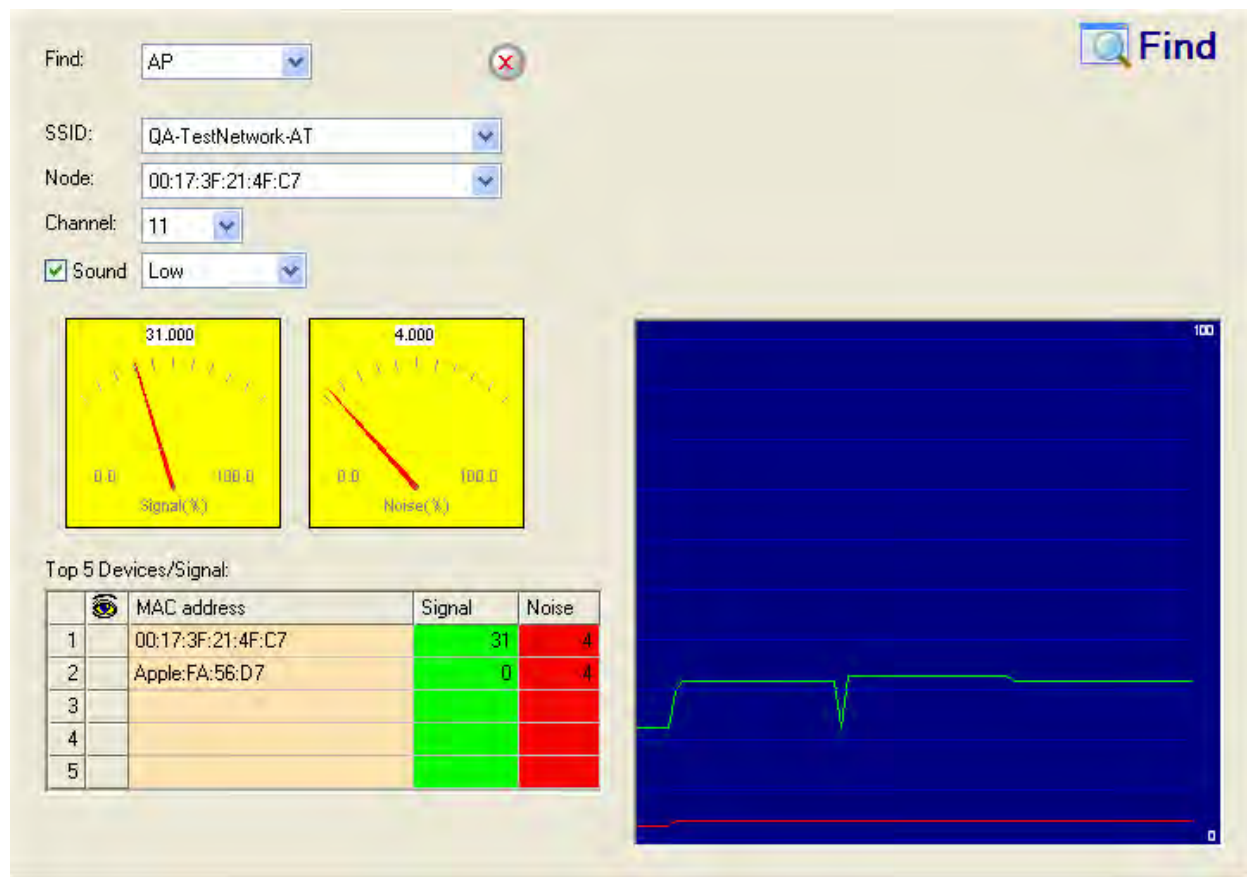 Find: AP
Find
SSID: QA-TestNetwork-AT
Node: 00:17:3F:21:4F:C7
Channel: 11
Sound Low
31.000
0.0 100.0
Signal(%)
4.000
0.0 100.0
Noise(%)
100
0
Top 5 Devices/Signal:
MAC address Signal Noise
1 00:17:3F:21:4F:C7 31 4
2 Apple:FA:56:D7 0 4
3
4
5